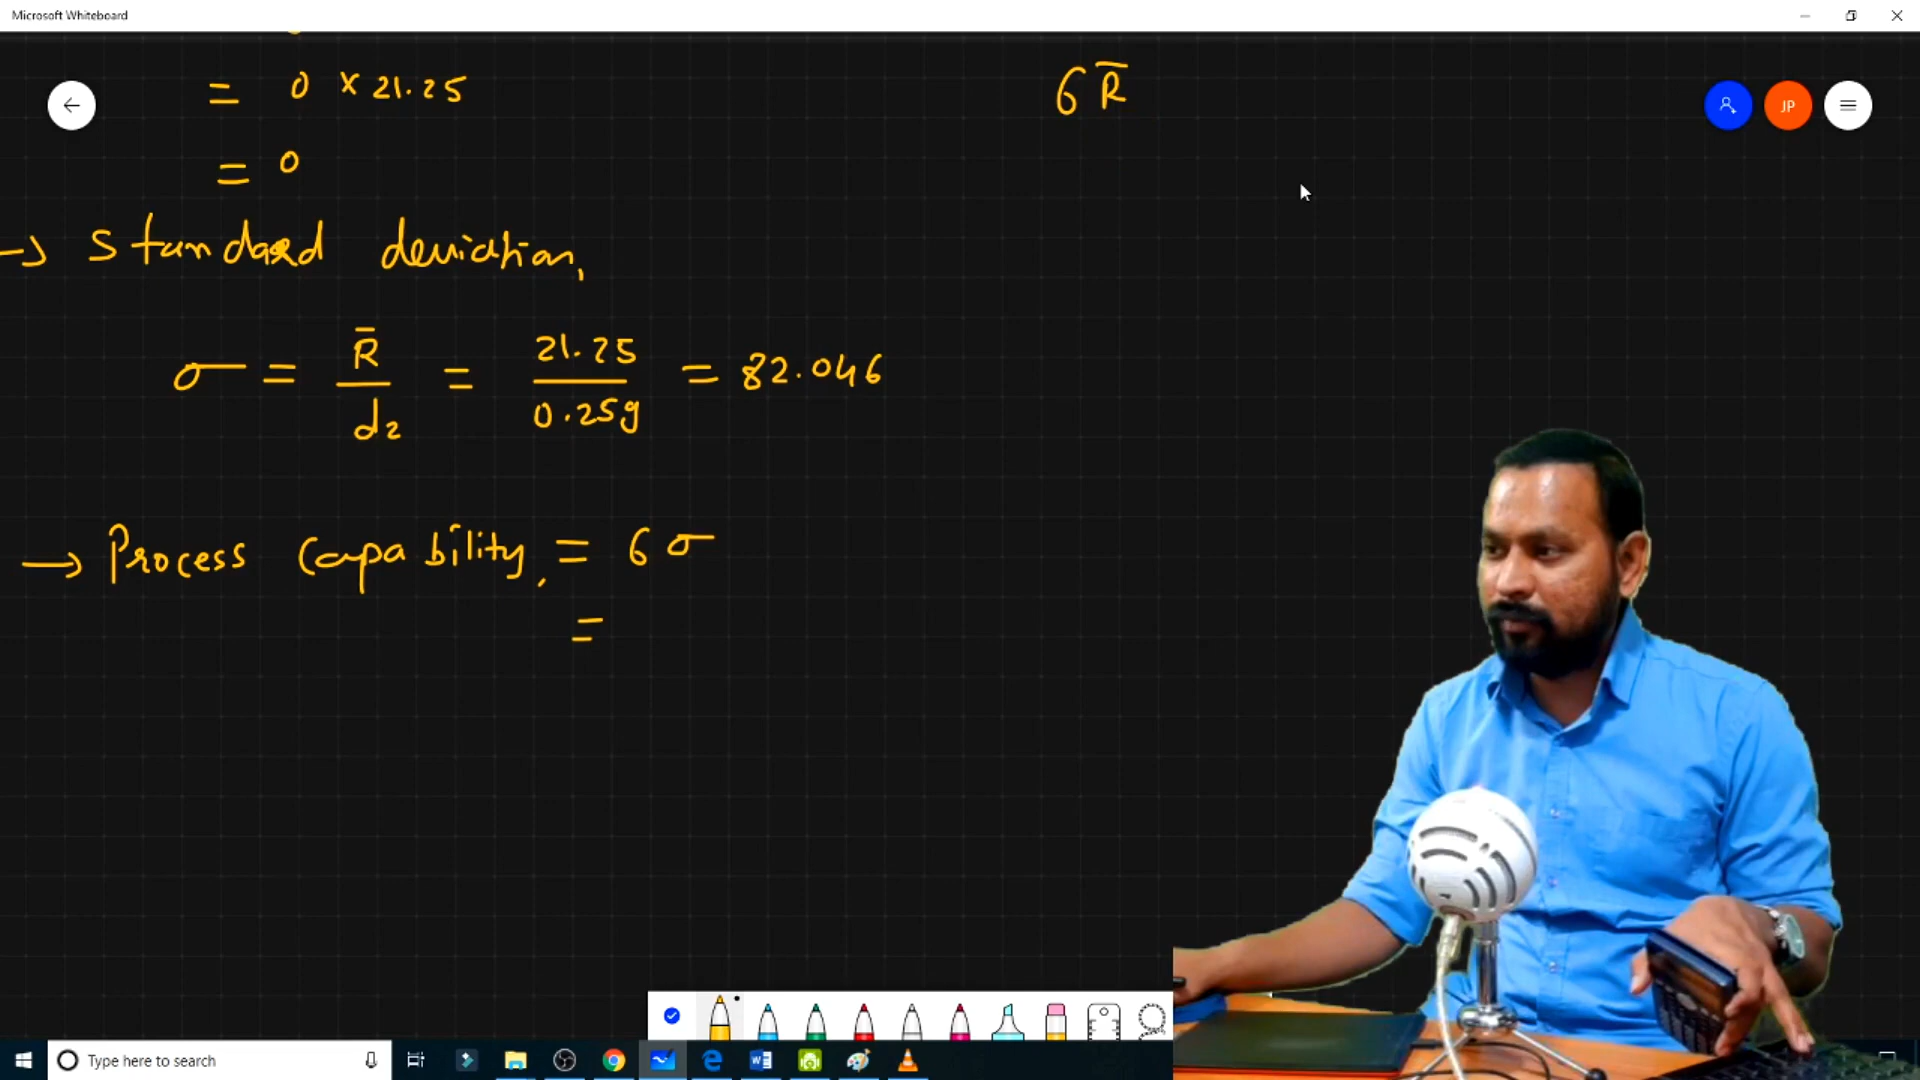 Microsoft Whiteboard
= 0 × 21.25
6 R̄
JP
= 0
→ Standard deviation,
σ = R̄ / d2 = 21.25 / 0.259 = 82.046
→ Process Capability, = 6 σ
=
Type here to search